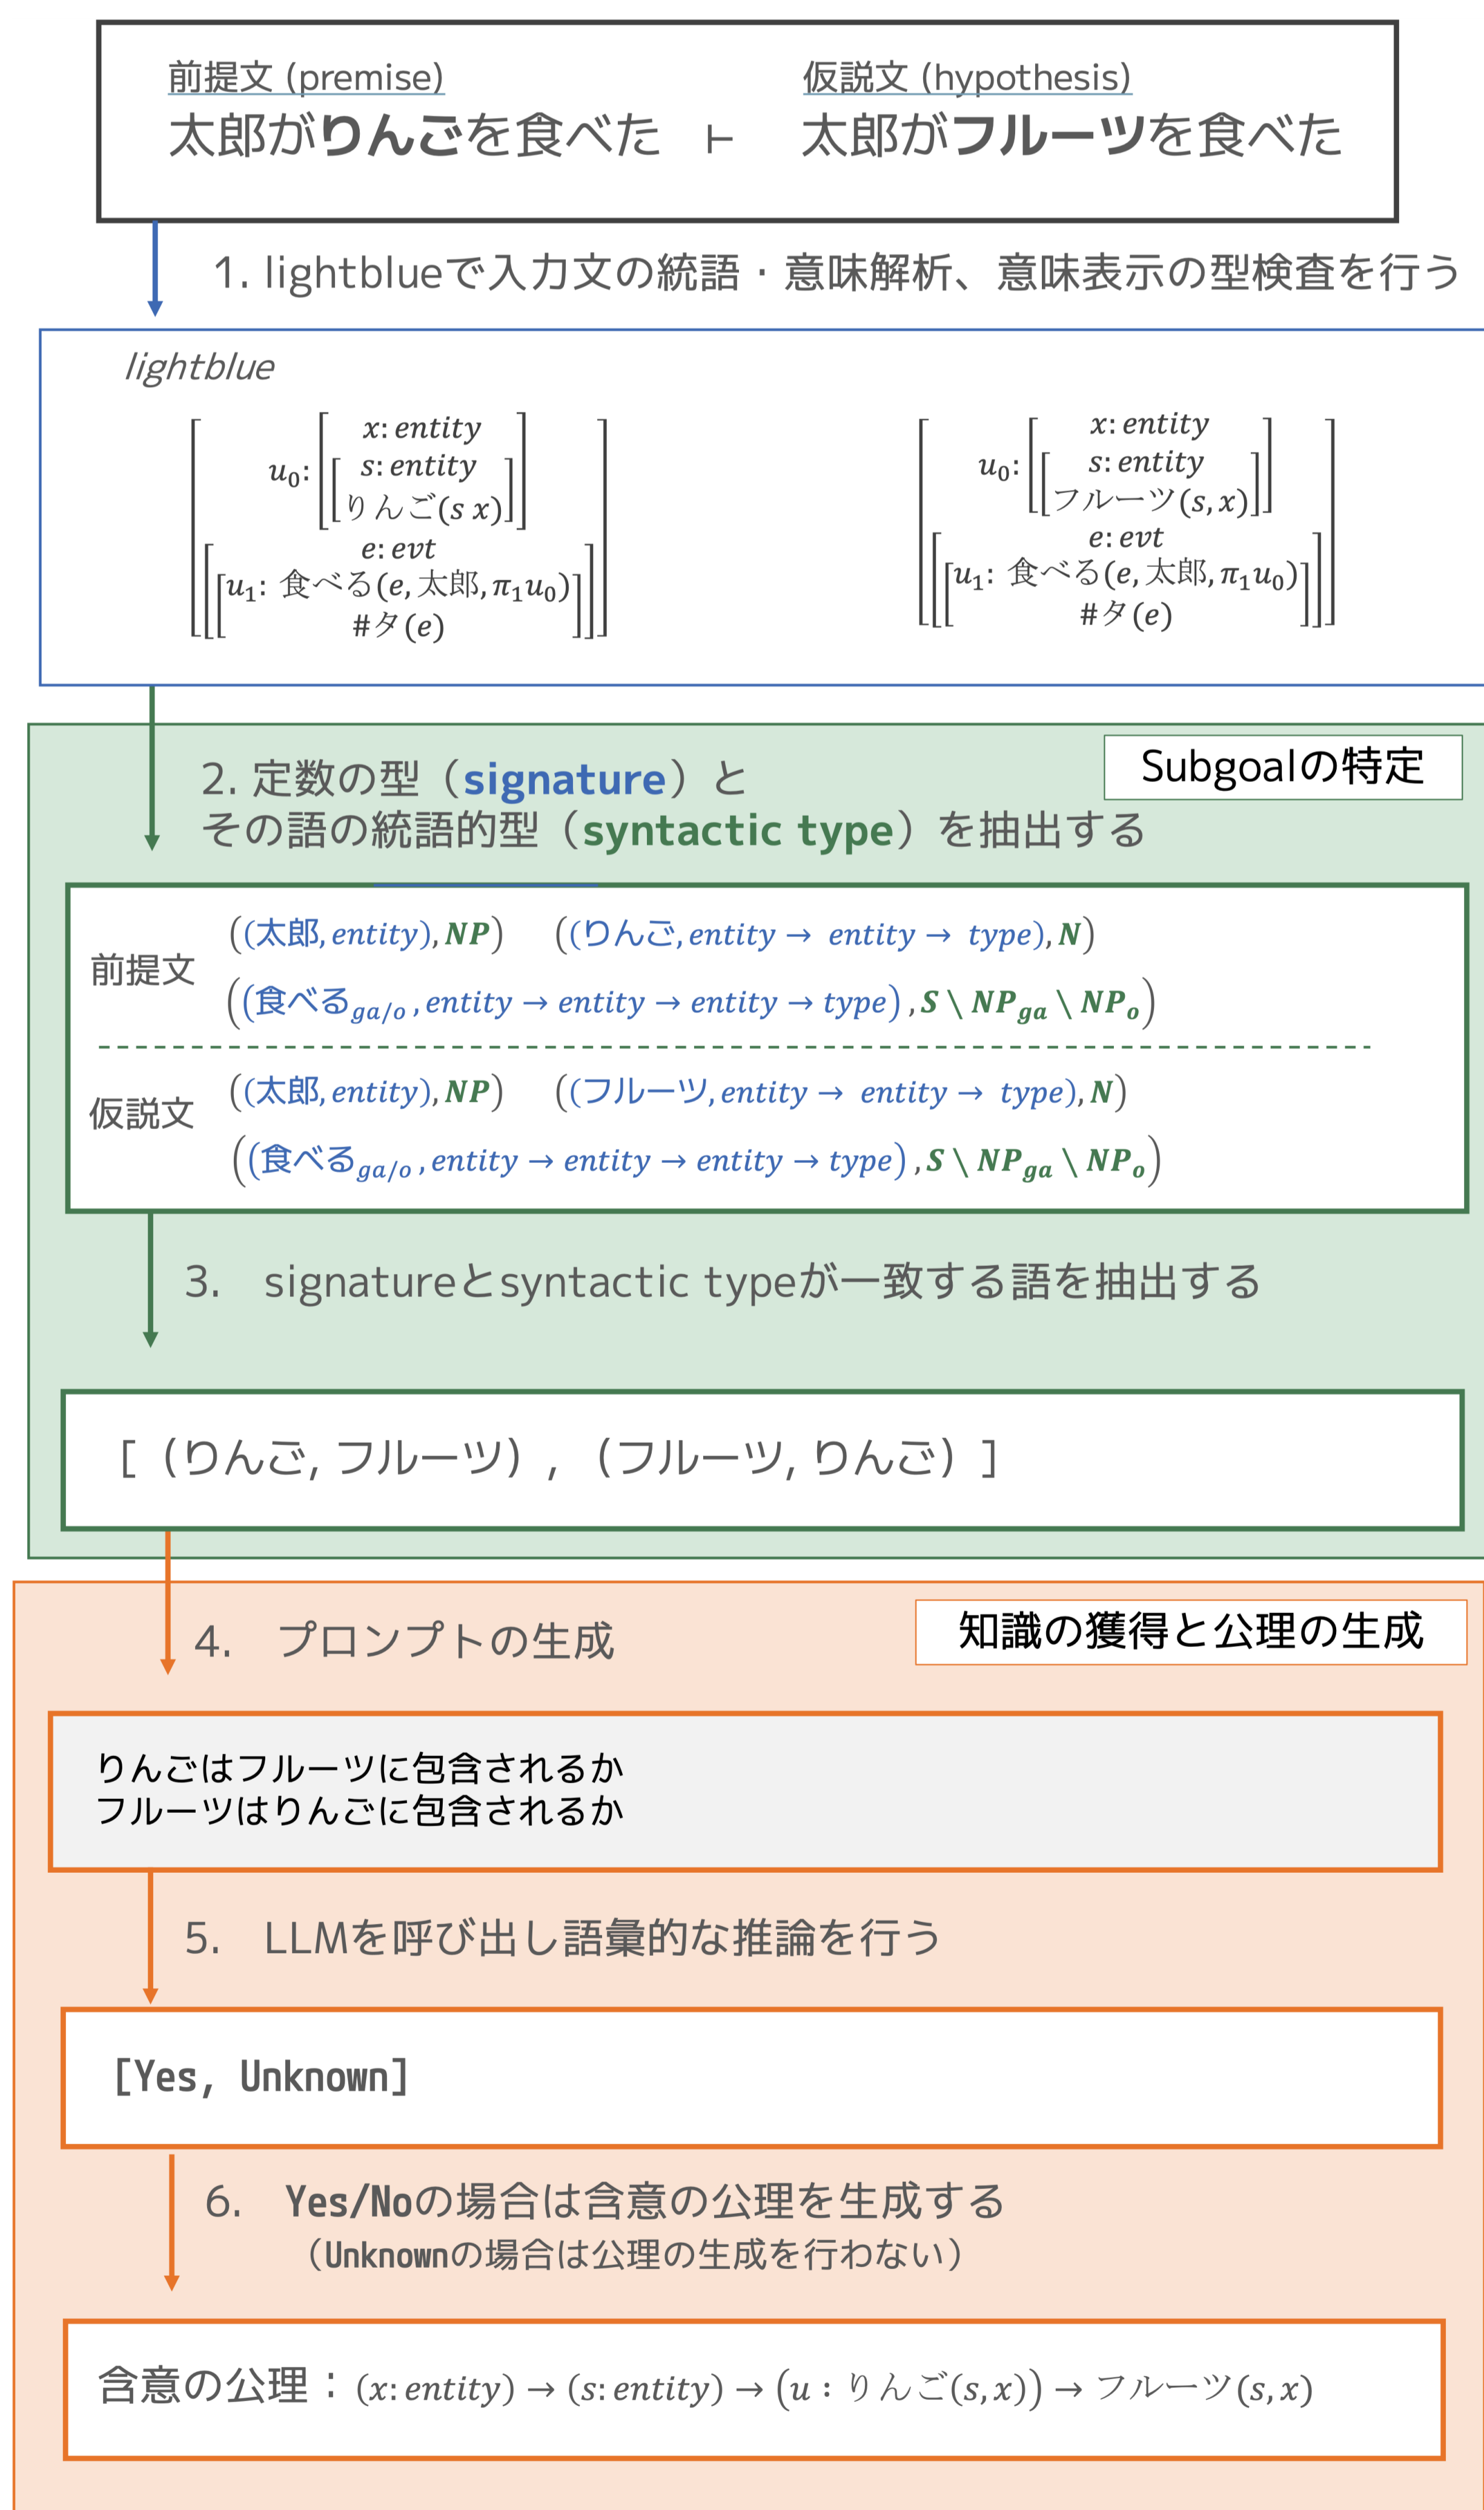 前提文 (premise)
仮説文 (hypothesis)
太郎がりんごを食べた ⊢ 太郎がフルーツを食べた
1. lightblueで入力文の統語・意味解析、意味表示の型検査を行う
lightblue
x: entity
u₀: s: entity
りんご(s x)
e: evt
u₁: 食べる(e, 太郎, π₁u₀)
#タ(e)
x: entity
u₀: s: entity
フルーツ(s, x)
e: evt
u₁: 食べる(e, 太郎, π₁u₀)
#タ(e)
Subgoalの特定
2. 定数の型（signature）と
その語の統語的型（syntactic type）を抽出する
前提文
((太郎, entity), NP) ((りんご, entity → entity → type), N)
((食べる_{ga/o}, entity → entity → entity → type), S \ NP_{ga} \ NP_{o})
仮説文
((太郎, entity), NP) ((フルーツ, entity → entity → type), N)
((食べる_{ga/o}, entity → entity → entity → type), S \ NP_{ga} \ NP_{o})
3. signatureとsyntactic typeが一致する語を抽出する
[（りんご, フルーツ）,（フルーツ, りんご）]
知識の獲得と公理の生成
4. プロンプトの生成
りんごはフルーツに包含されるか
フルーツはりんごに包含されるか
5. LLMを呼び出し語彙的な推論を行う
[Yes, Unknown]
6. Yes/Noの場合は含意の公理を生成する
（Unknownの場合は公理の生成を行わない）
含意の公理：(x: entity) → (s: entity) → (u : りんご(s, x)) → フルーツ(s, x)